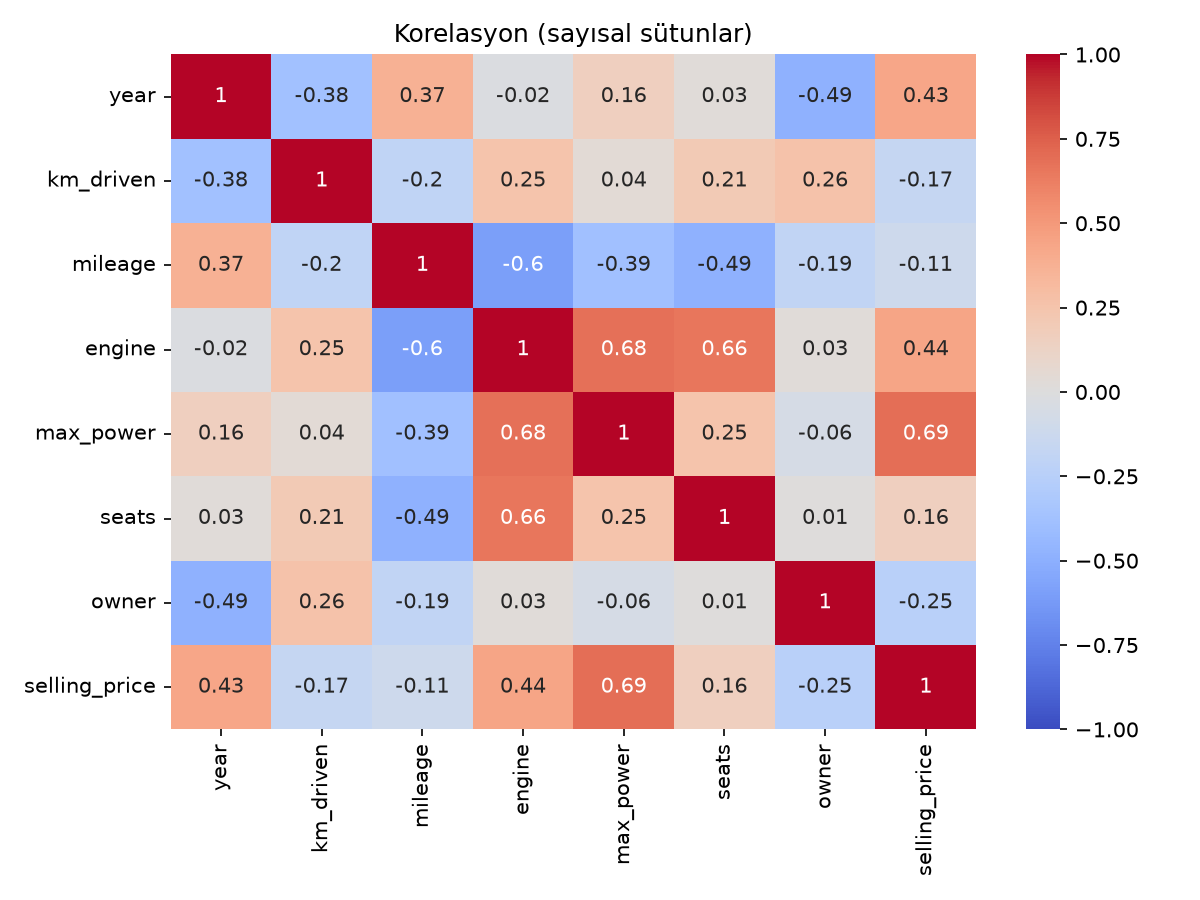 Korelasyon (sayısal sütunlar)
year 1 -0.38 0.37 -0.02 0.16 0.03 -0.49 0.43
km_driven -0.38 1 -0.2 0.25 0.04 0.21 0.26 -0.17
mileage 0.37 -0.2 1 -0.6 -0.39 -0.49 -0.19 -0.11
engine -0.02 0.25 -0.6 1 0.68 0.66 0.03 0.44
max_power 0.16 0.04 -0.39 0.68 1 0.25 -0.06 0.69
seats 0.03 0.21 -0.49 0.66 0.25 1 0.01 0.16
owner -0.49 0.26 -0.19 0.03 -0.06 0.01 1 -0.25
selling_price 0.43 -0.17 -0.11 0.44 0.69 0.16 -0.25 1
year km_driven mileage engine max_power seats owner selling_price
1.00
0.75
0.50
0.25
0.00
−0.25
−0.50
−0.75
−1.00